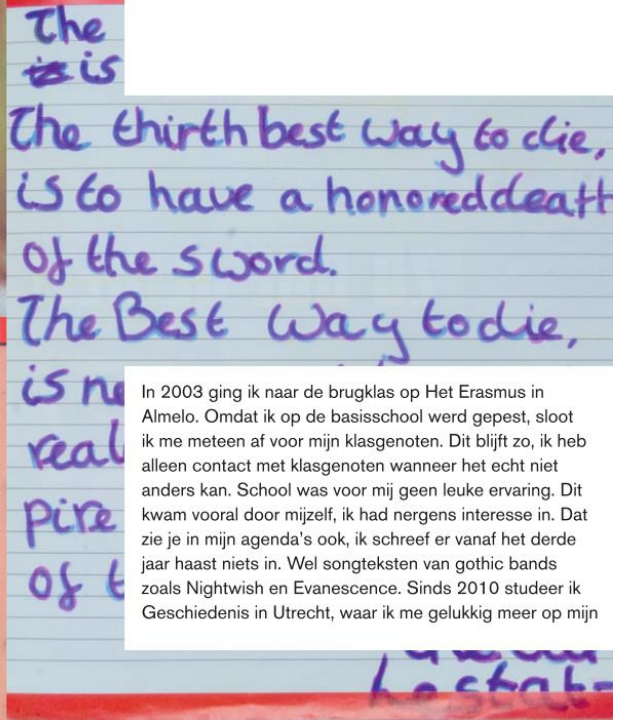 The
is
The thirth best way to die,
is to have a honored death
of the sword.
The Best Way to die,
is
real
pire
of
In 2003 ging ik naar de brugklas op Het Erasmus in
Almelo. Omdat ik op de basisschool werd gepest, sloot
ik me meteen af voor mijn klasgenoten. Dit blijft zo, ik heb
alleen contact met klasgenoten wanneer het echt niet
anders kan. School was voor mij geen leuke ervaring. Dit
kwam vooral door mijzelf, ik had nergens interesse in. Dat
zie je in mijn agenda's ook, ik schreef er vanaf het derde
jaar haast niets in. Wel songteksten van gothic bands
zoals Nightwish en Evanescence. Sinds 2010 studeer ik
Geschiedenis in Utrecht, waar ik me gelukkig meer op mijn